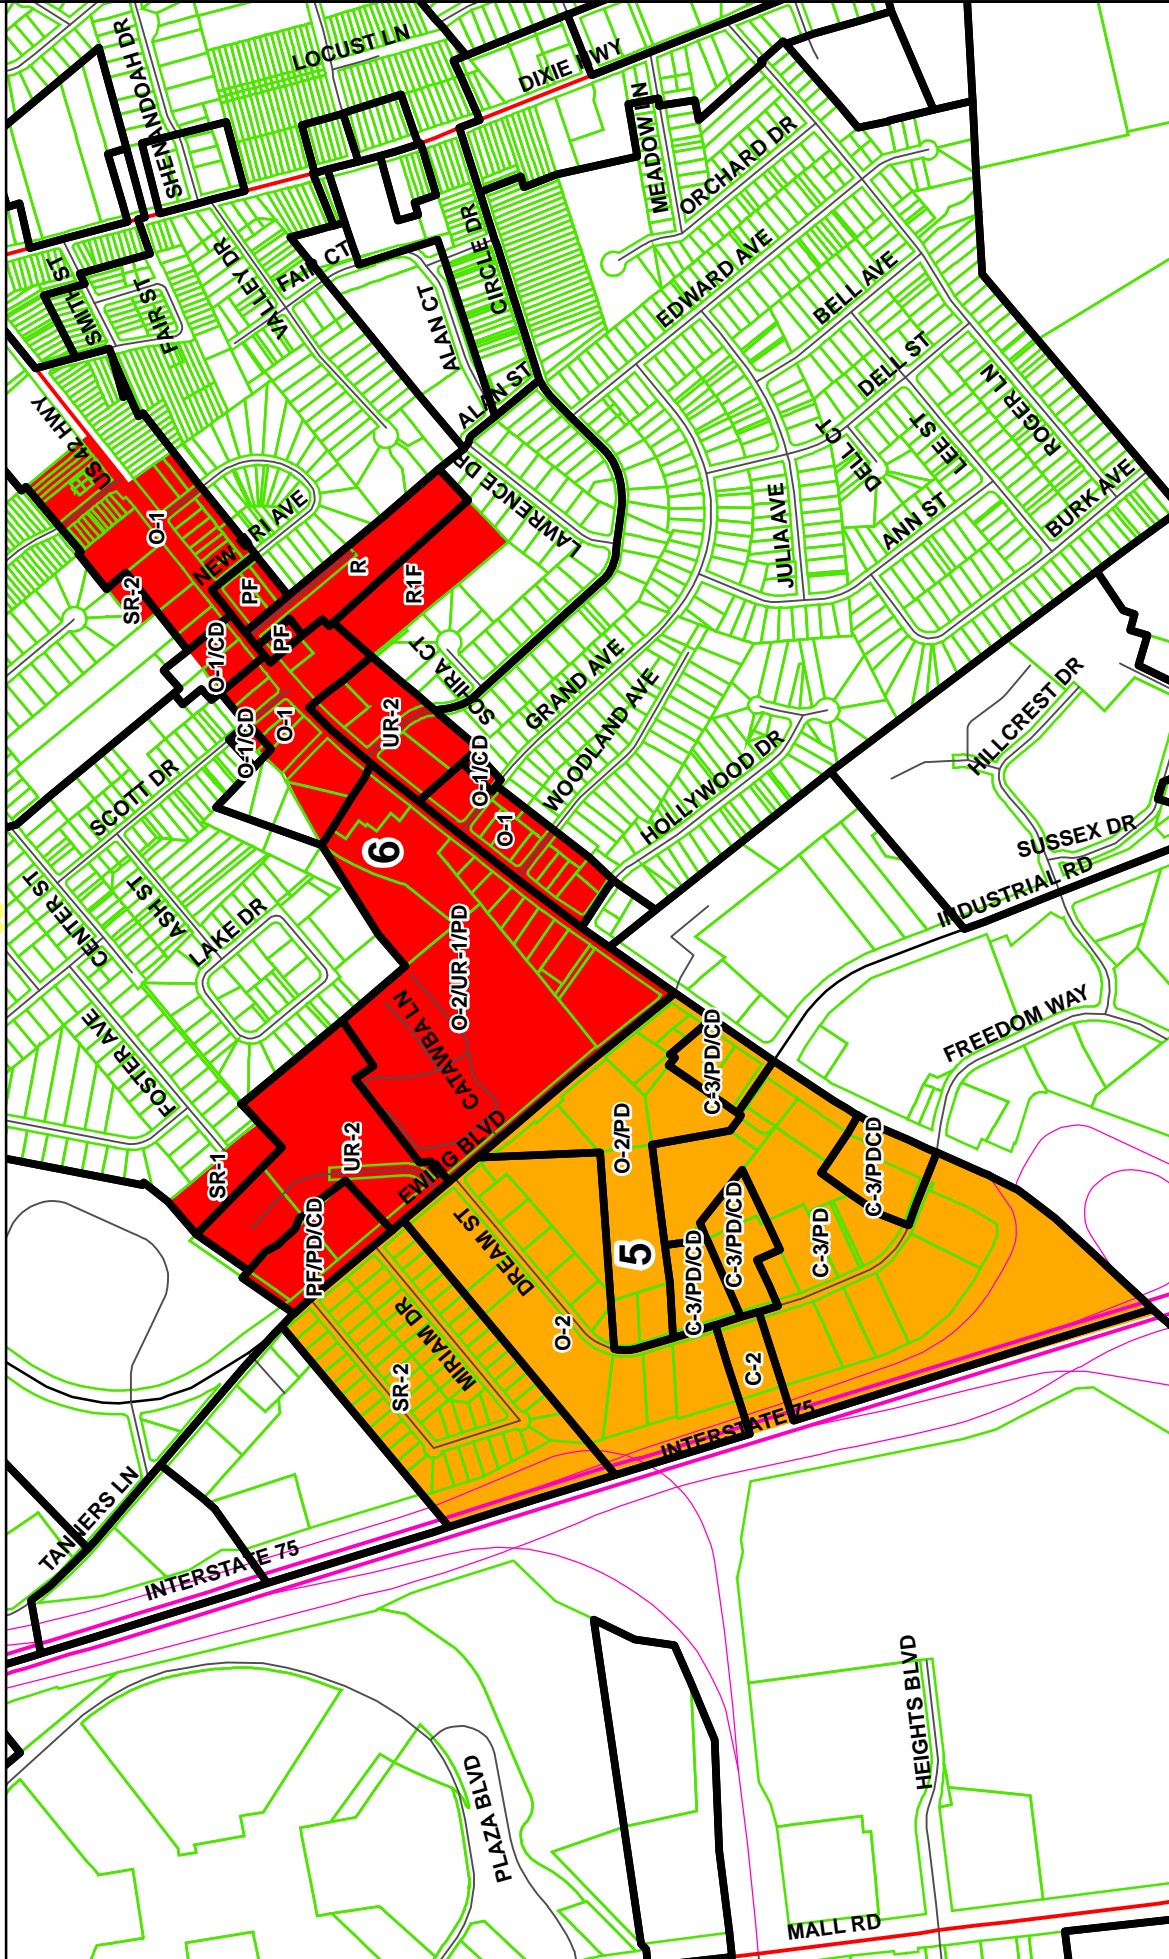 SHENANDOAH DR
LOCUST LN
DIXIE HWY
MEADOW LN
ORCHARD DR
SMITH ST
FAIR ST
VALLEY DR
FAIR CT
CIRCLE DR
ALAN CT
EDWARD AVE
BELL AVE
ALAN ST
DELL ST
ROGER LN
US 42 HWY
DELL CT
LEE ST
LAWRENCE DR
BURK AVE
ANN ST
JULIA AVE
O-1
NEW
RI AVE
R
R1F
SR-2
PF
PF
O-1/CD
O-1/CD
O-1
SOHIRA CT
UR-2
GRAND AVE
WOODLAND AVE
HILLCREST DR
O-1/CD
HOLLYWOOD DR
SCOTT DR
O-1
6
SUSSEX DR
INDUSTRIAL RD
CENTER ST
ASH ST
LAKE DR
O-2/UR-1/PD
CATAWBA LN
FOSTER AVE
FREEDOM WAY
C-3/PD/CD
O-2/PD
EWING BLVD
UR-2
SR-1
C-3/PDCD
PF/PD/CD
DREAM ST
C-3/PD/CD
C-3/PD
5
C-3/PD/CD
O-2
MIRIAM DR
SR-2
C-2
INTERSTATE 75
TANNERS LN
INTERSTATE 75
HEIGHTS BLVD
PLAZA BLVD
MALL RD